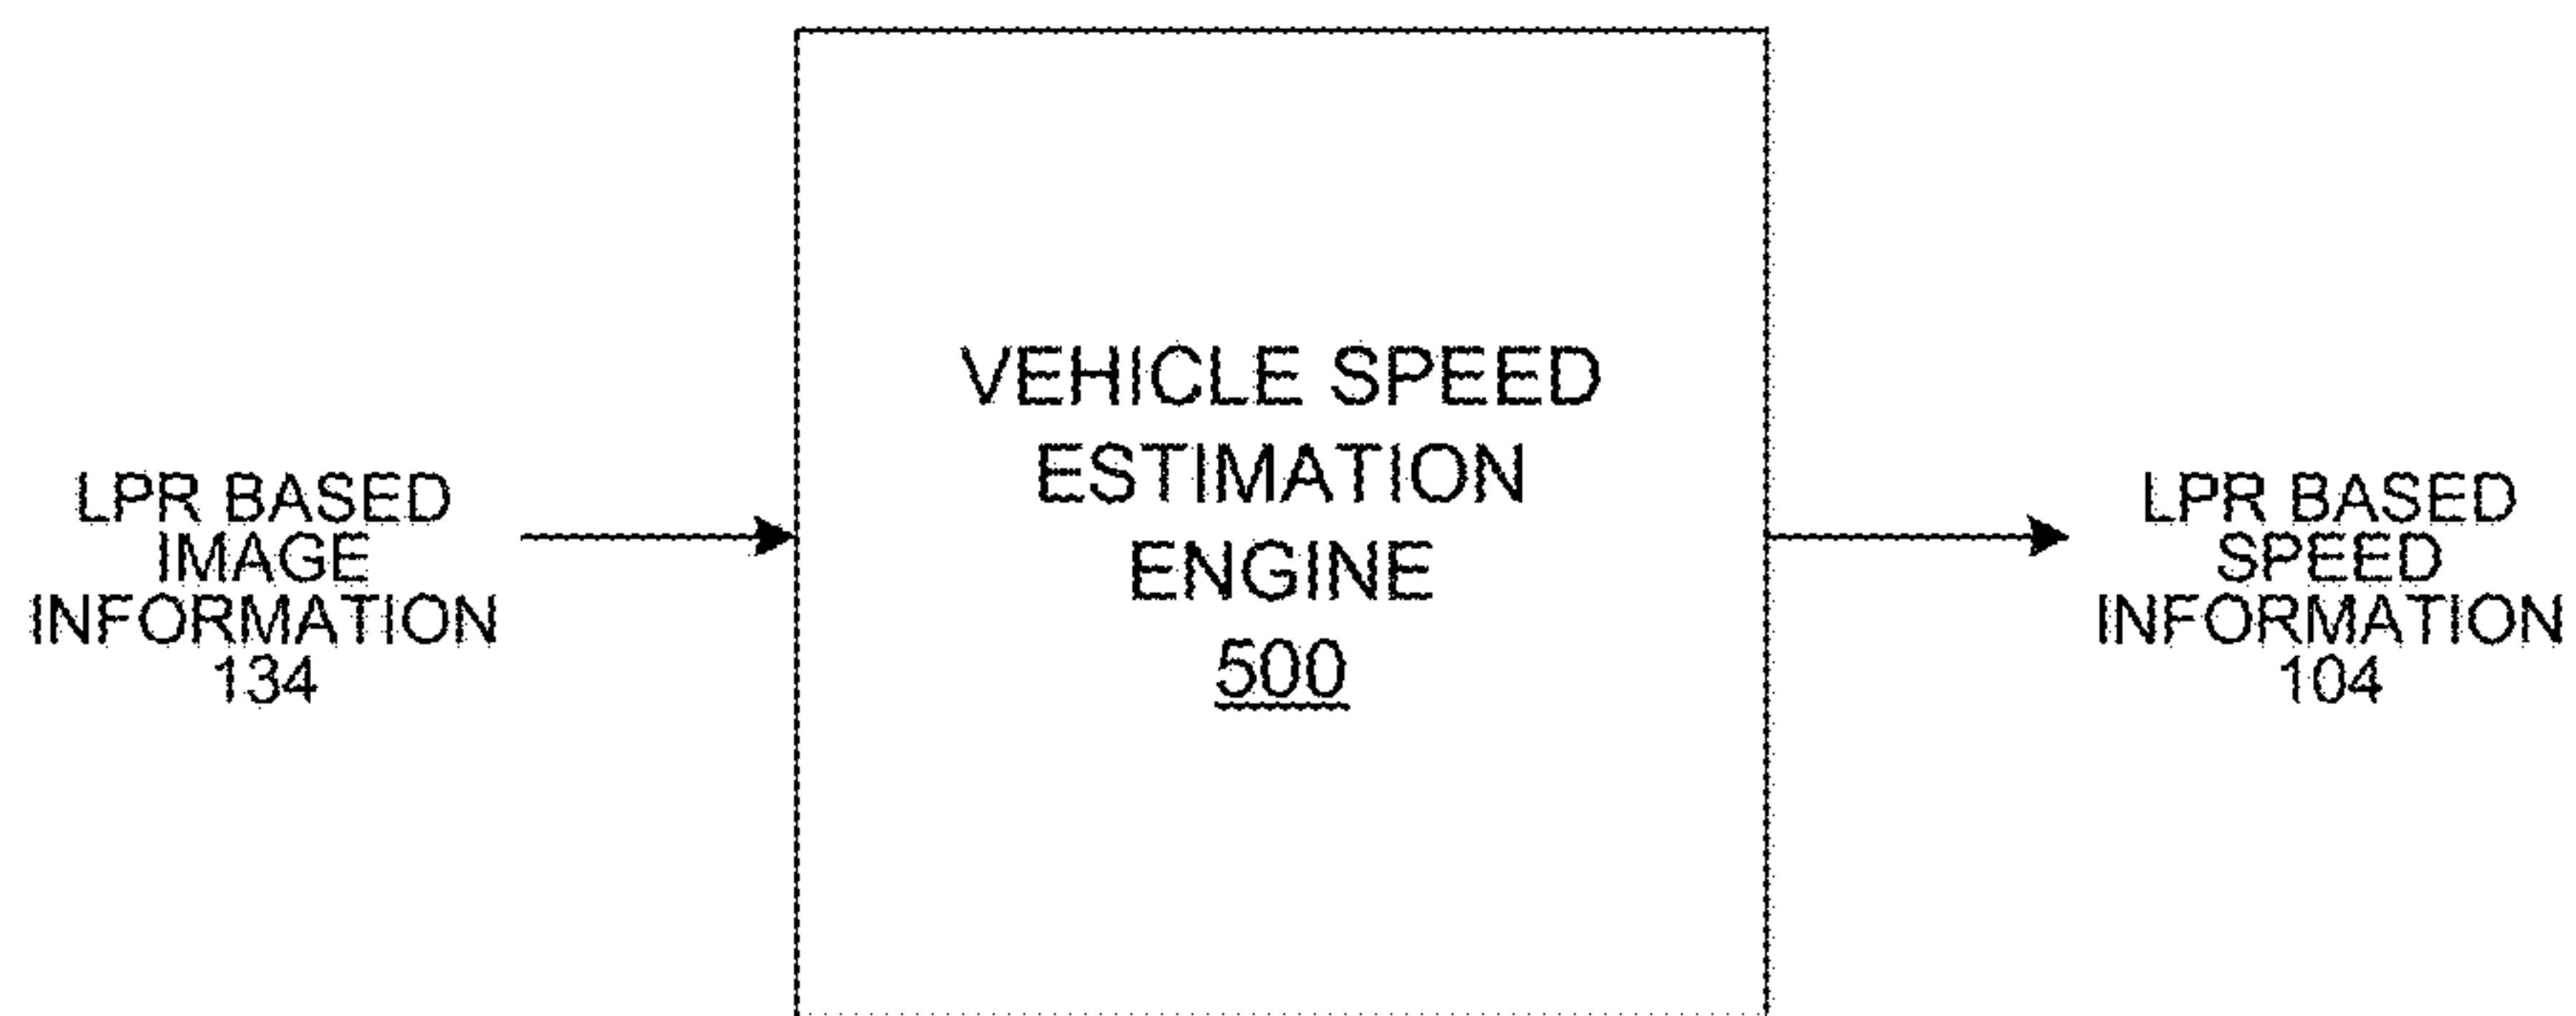 LPR BASED
IMAGE
INFORMATION
134
VEHICLE SPEED
ESTIMATION
ENGINE
500
LPR BASED
SPEED
INFORMATION
104